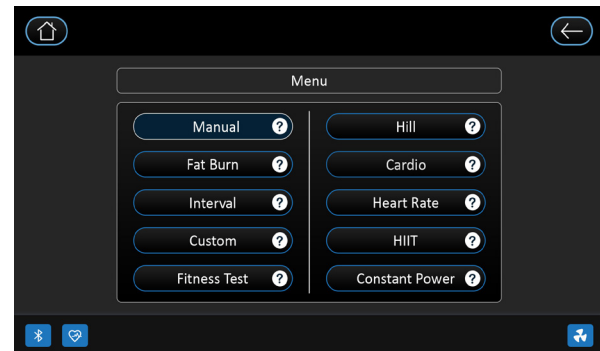 Menu
Manual ?
Fat Burn ?
Interval ?
Custom ?
Fitness Test ?
Hill ?
Cardio ?
Heart Rate ?
HIIT ?
Constant Power ?